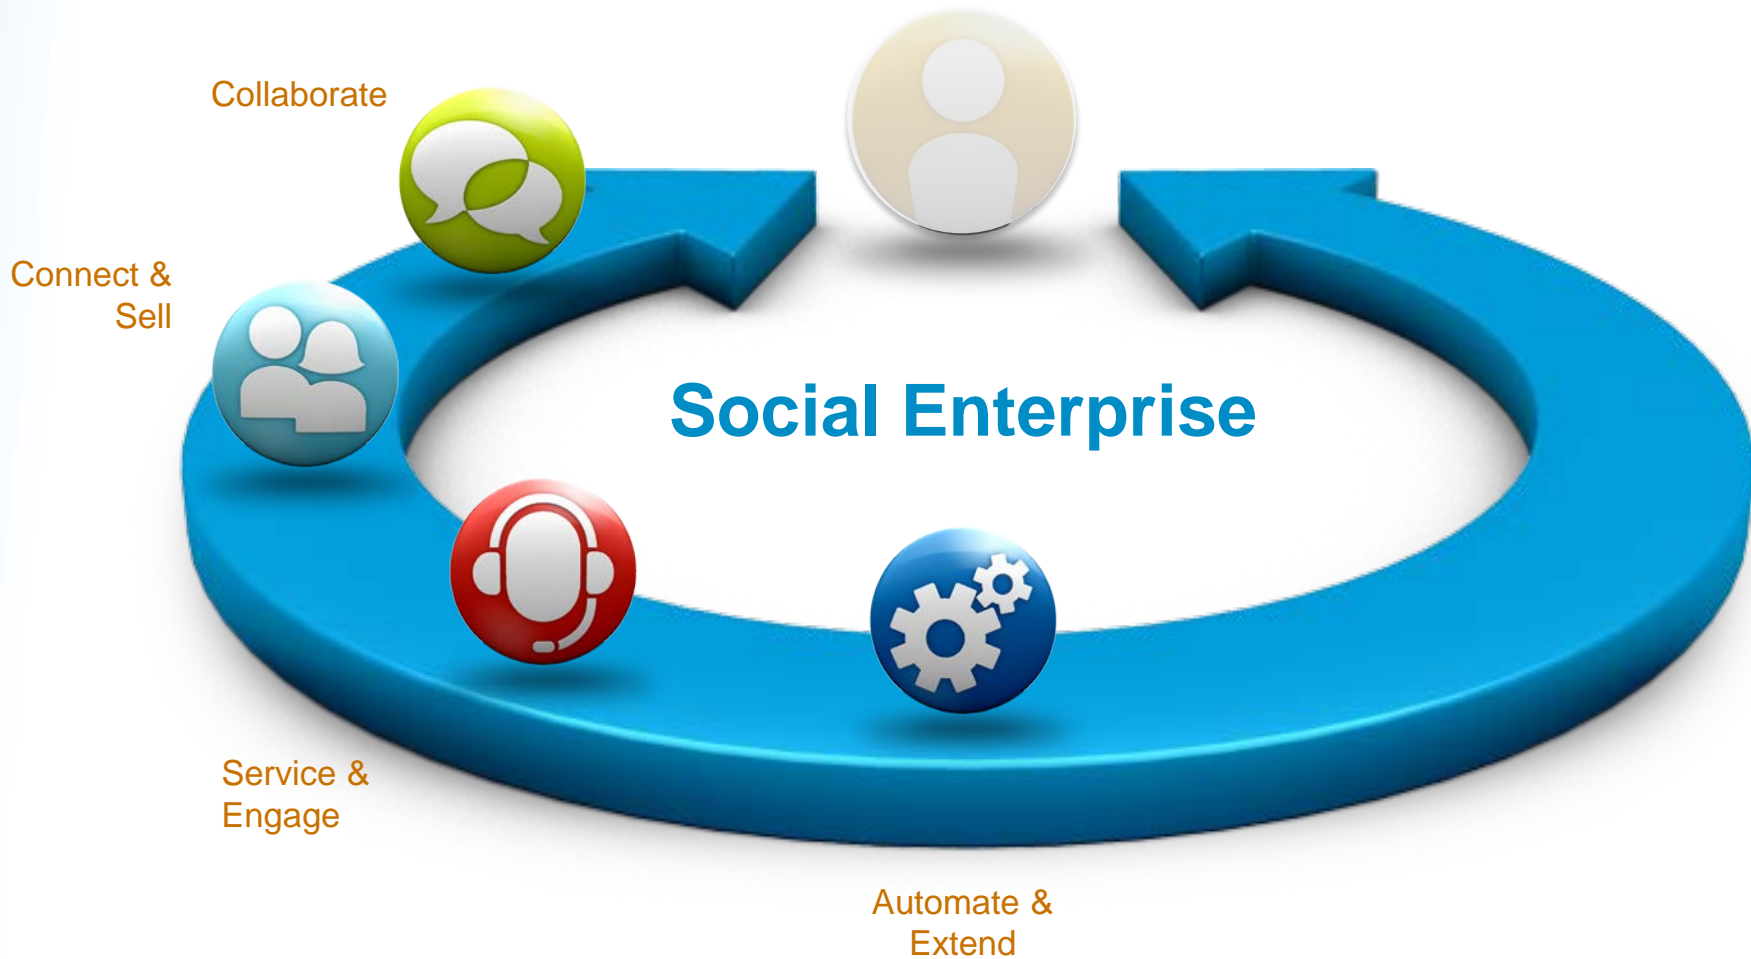 Collaborate
Connect &
Sell
Social Enterprise
Service &
Engage
Automate &
Extend